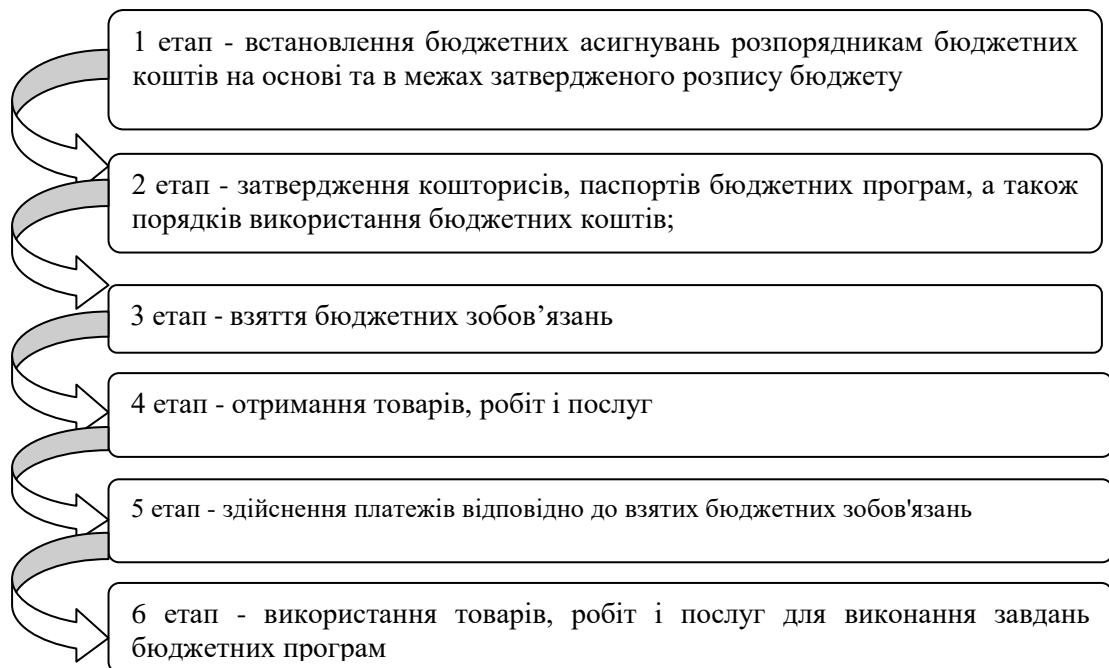 1 етап - встановлення бюджетних асигнувань розпорядникам бюджетних
коштів на основі та в межах затвердженого розпису бюджету
2 етап - затвердження кошторисів, паспортів бюджетних програм, а також
порядків використання бюджетних коштів;
3 етап - взяття бюджетних зобов’язань
4 етап - отримання товарів, робіт і послуг
5 етап - здійснення платежів відповідно до взятих бюджетних зобов'язань
6 етап - використання товарів, робіт і послуг для виконання завдань
бюджетних програм